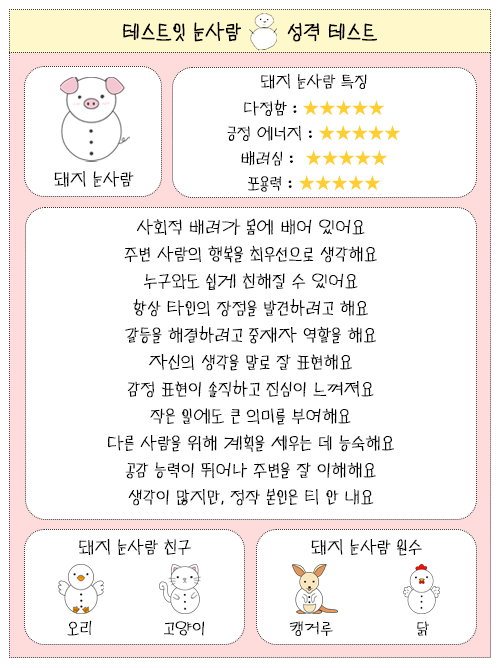 테스트잇 눈사람 성격 테스트
돼지 눈사람
돼지 눈사람 특징
다정함 : ★★★★★
긍정 에너지 : ★★★★★
배려심 : ★★★★★
포용력 : ★★★★★
사회적 배려가 몸에 배어 있어요
주변 사람의 행복을 최우선으로 생각해요
누구와도 쉽게 친해질 수 있어요
항상 타인의 장점을 발견하려고 해요
갈등을 해결하려고 중재자 역할을 해요
자신의 생각을 말로 잘 표현해요
감정 표현이 솔직하고 진심이 느껴져요
작은 일에도 큰 의미를 부여해요
다른 사람을 위해 계획을 세우는 데 능숙해요
공감 능력이 뛰어나 주변을 잘 이해해요
생각이 많지만, 정작 본인은 티 안 내요
돼지 눈사람 친구
오리
고양이
돼지 눈사람 원수
캥거루
닭